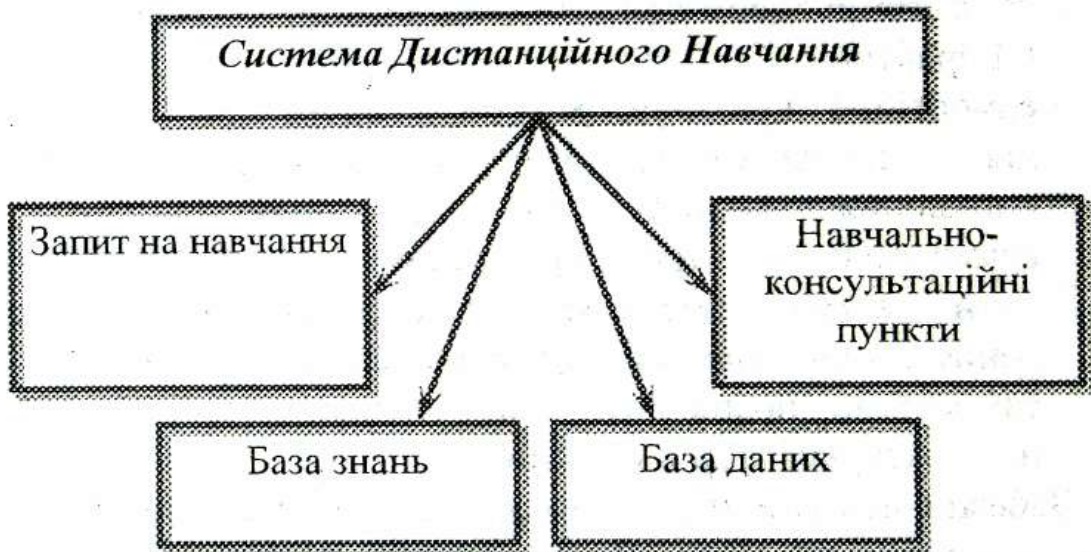 Система Дистанційного Навчання
Запит на навчання
Навчально-
консультаційні
пункти
База знань
База даних